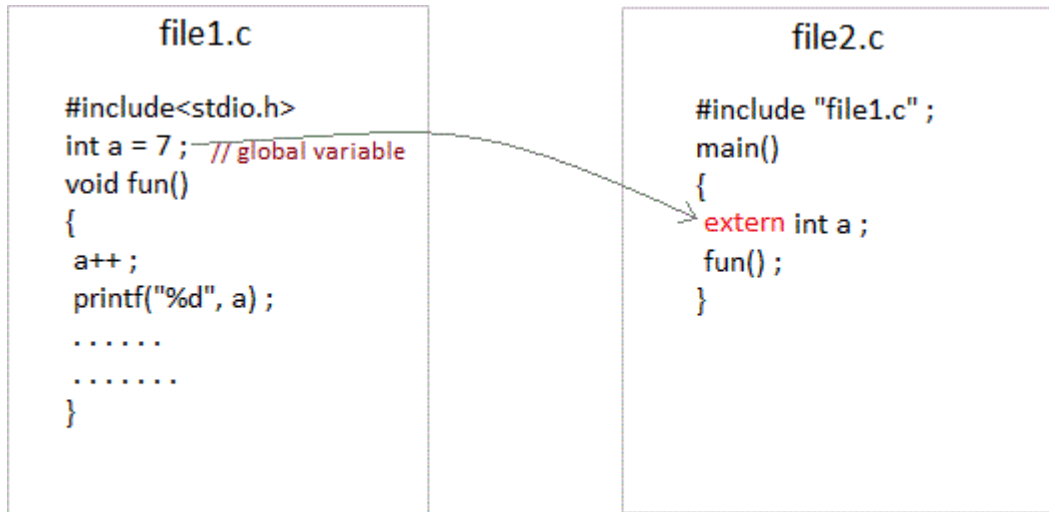 file1.c
#include<stdio.h>
int a = 7 ; // global variable
void fun()
{
a++ ;
printf("%d", a) ;
. . . . . .
. . . . . . .
}
file2.c
#include "file1.c" ;
main()
{
extern int a ;
fun() ;
}